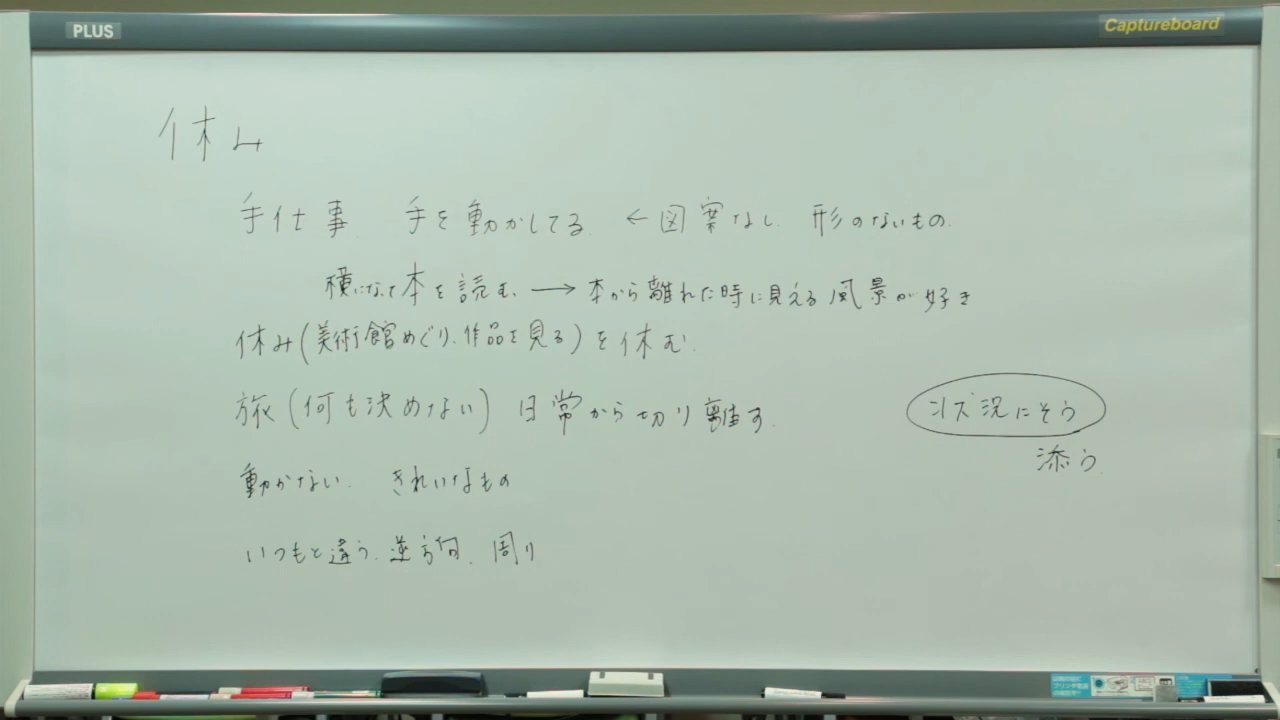 PLUS
Captureboard
休み
手仕事 手を動かしてる ← 図案なし 形のないもの
横になって本を読む、 → 本から離れた時に見える風景が好き
休み(美術館めぐり、作品を見る)を休む
旅(何も決めない) 日常から切り離す
状況にそう
添う
動かない きれいなもの
いつもと違う 逆方向 周り